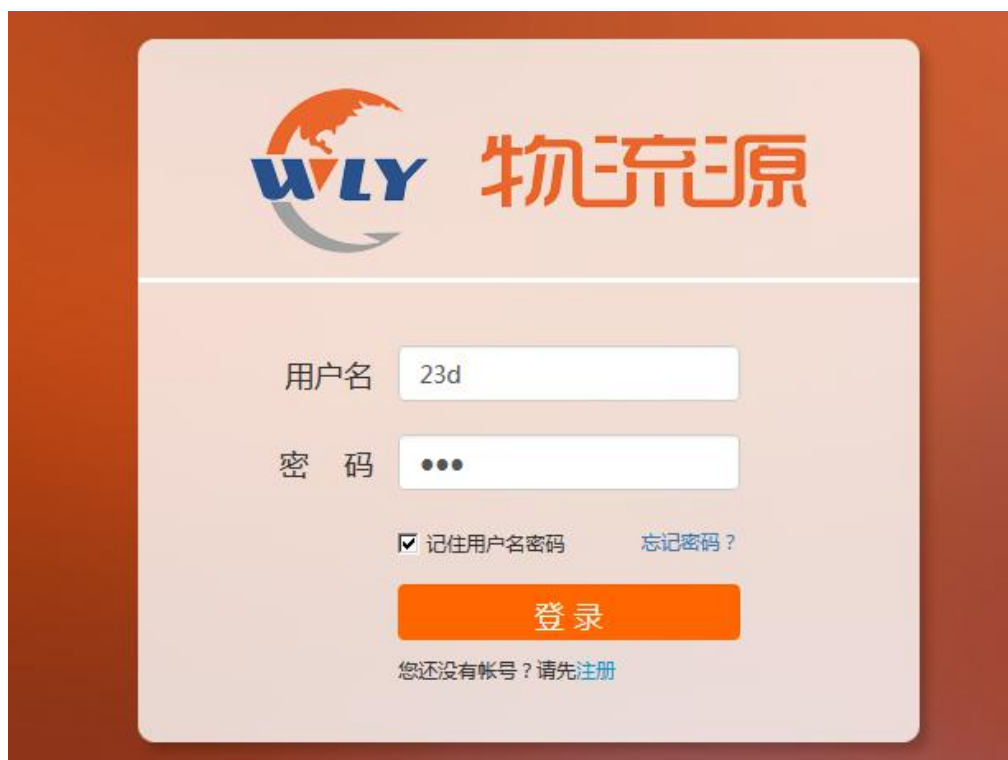 WLY 物流源
用户名 23d
密 码 •••
记住用户名密码 忘记密码？
登 录
您还没有帐号？请先注册